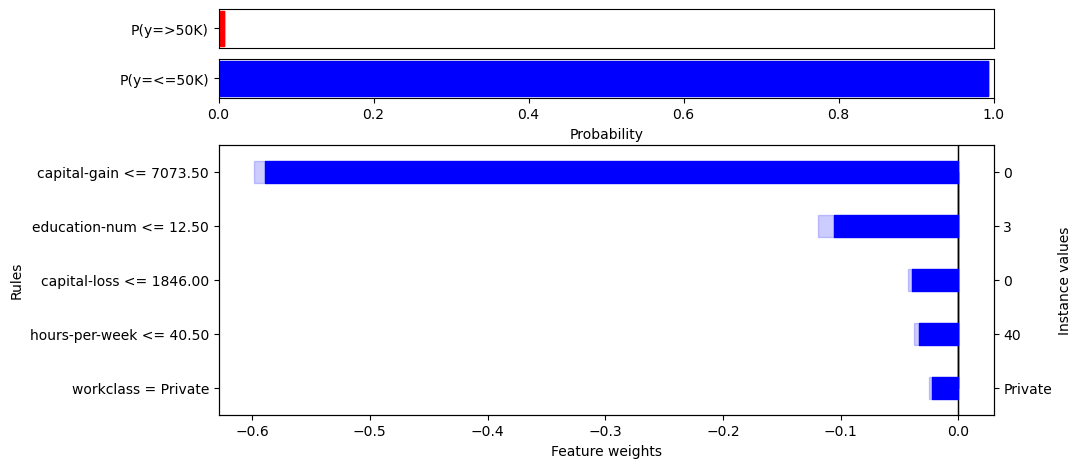 P(y=>50K)
P(y=<=50K)
0.0 0.2 0.4 0.6 0.8 1.0
Probability
capital-gain <= 7073.50 0
education-num <= 12.50 3
capital-loss <= 1846.00 0
hours-per-week <= 40.50 40
workclass = Private Private
Rules
Instance values
−0.6 −0.5 −0.4 −0.3 −0.2 −0.1 0.0
Feature weights